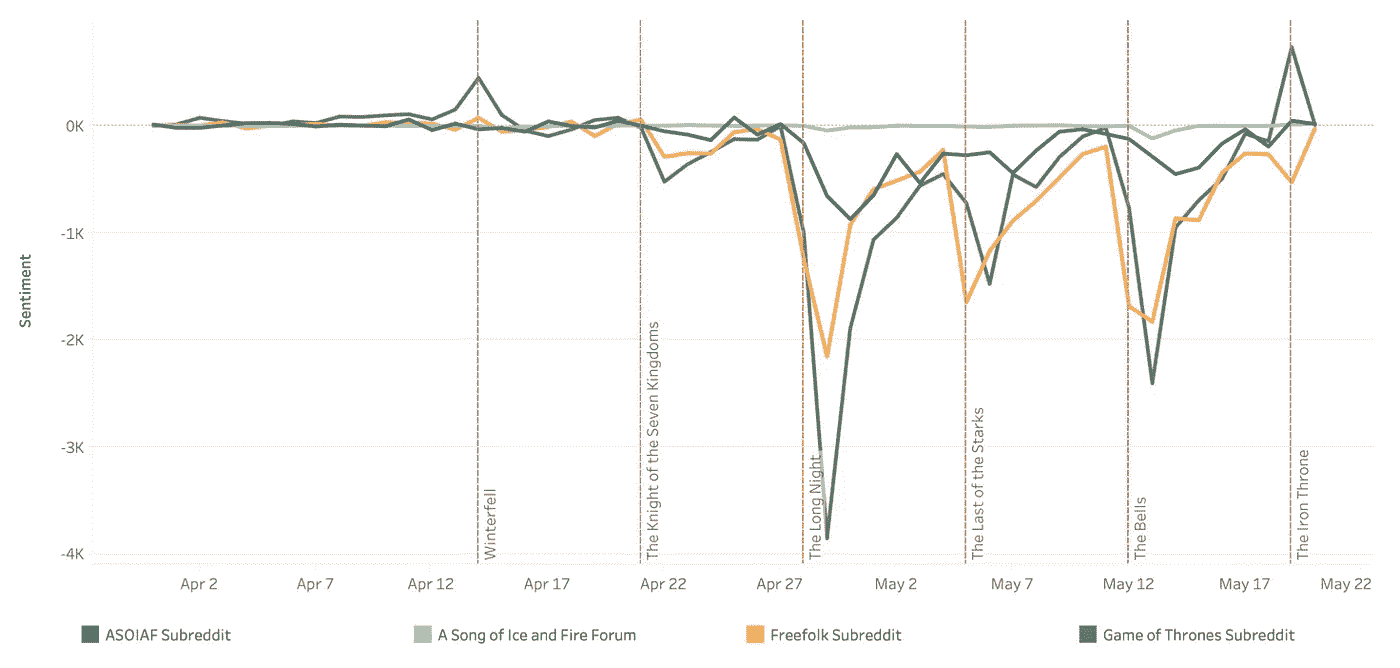 0K
-1K
Sentiment
-2K
-3K
-4K
Winterfell
The Knight of the Seven Kingdoms
The Long Night
The Last of the Starks
The Bells
The Iron Throne
Apr 2 Apr 7 Apr 12 Apr 17 Apr 22 Apr 27 May 2 May 7 May 12 May 17 May 22
ASOIAF Subreddit A Song of Ice and Fire Forum Freefolk Subreddit Game of Thrones Subreddit